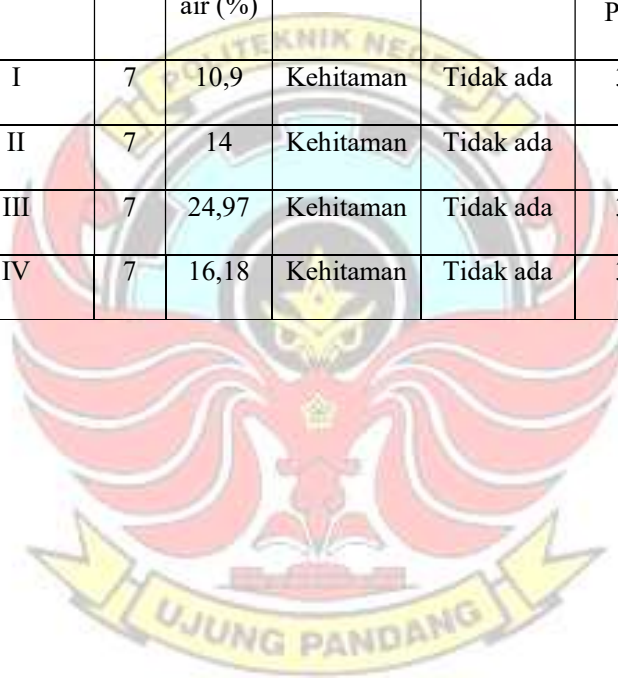 air (%)
P
I 7 10,9 Kehitaman Tidak ada
II 7 14 Kehitaman Tidak ada
III 7 24,97 Kehitaman Tidak ada
IV 7 16,18 Kehitaman Tidak ada
UJUNG PANDANG